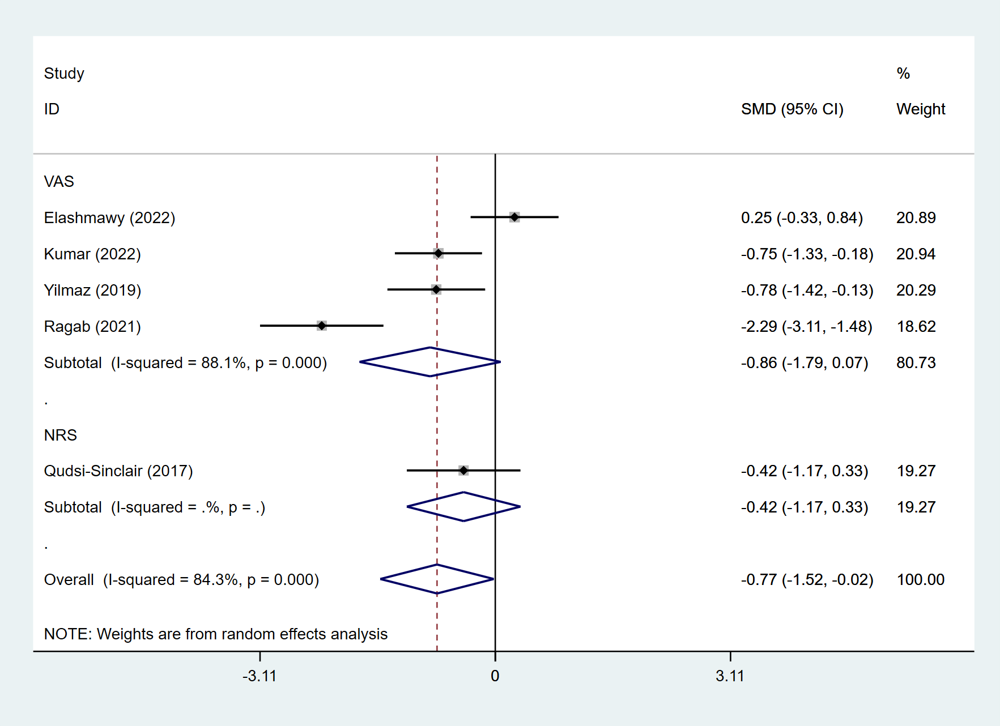 Study %
ID SMD (95% CI) Weight
VAS
Elashmawy (2022) 0.25 (-0.33, 0.84) 20.89
Kumar (2022) -0.75 (-1.33, -0.18) 20.94
Yilmaz (2019) -0.78 (-1.42, -0.13) 20.29
Ragab (2021) -2.29 (-3.11, -1.48) 18.62
Subtotal (I-squared = 88.1%, p = 0.000) -0.86 (-1.79, 0.07) 80.73
.
NRS
Qudsi-Sinclair (2017) -0.42 (-1.17, 0.33) 19.27
Subtotal (I-squared = .%, p = .) -0.42 (-1.17, 0.33) 19.27
.
Overall (I-squared = 84.3%, p = 0.000) -0.77 (-1.52, -0.02) 100.00
NOTE: Weights are from random effects analysis
-3.11 0 3.11